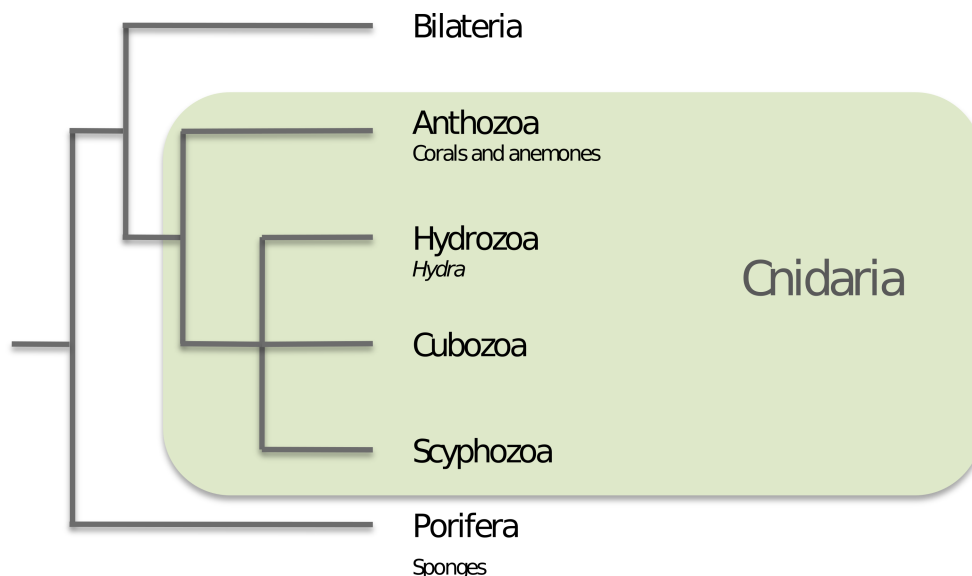 Bilateria
Anthozoa
Corals and anemones
Hydrozoa
Hydra
Cnidaria
Cubozoa
Scyphozoa
Porifera
Sponges